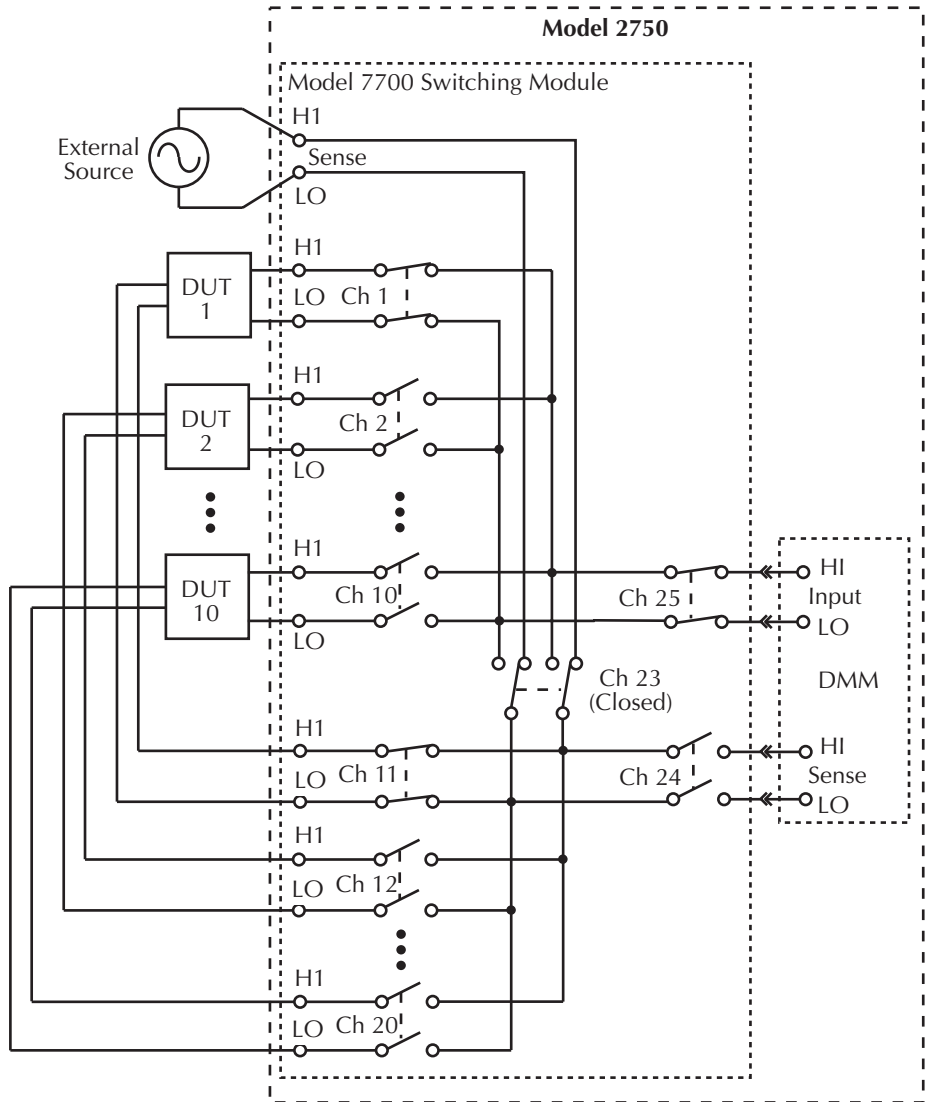 Model 2750
Model 7700 Switching Module
H1
External
Source
Sense
LO
H1
DUT
1
LO
Ch 1
H1
DUT
2
Ch 2
LO
H1
DUT
10
Ch 10
LO
Ch 25
HI
Input
LO
DMM
Ch 23
(Closed)
H1
LO
Ch 11
Ch 24
HI
Sense
LO
H1
LO
Ch 12
H1
LO
Ch 20